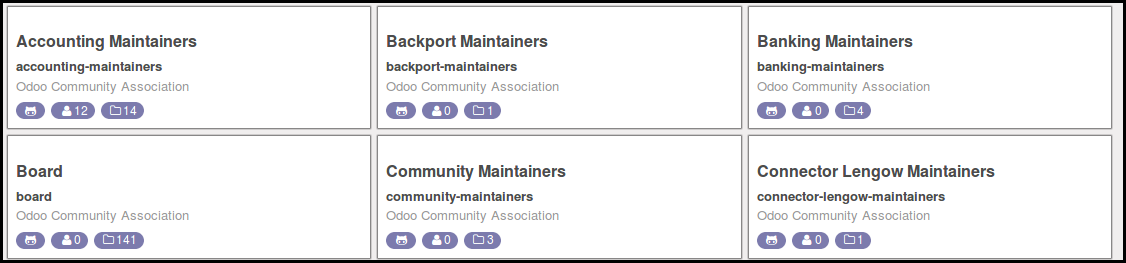 Accounting Maintainers
accounting-maintainers
Odoo Community Association
12 14
Backport Maintainers
backport-maintainers
Odoo Community Association
0 1
Banking Maintainers
banking-maintainers
Odoo Community Association
0 4
Board
board
Odoo Community Association
0 141
Community Maintainers
community-maintainers
Odoo Community Association
0 3
Connector Lengow Maintainers
connector-lengow-maintainers
Odoo Community Association
0 1